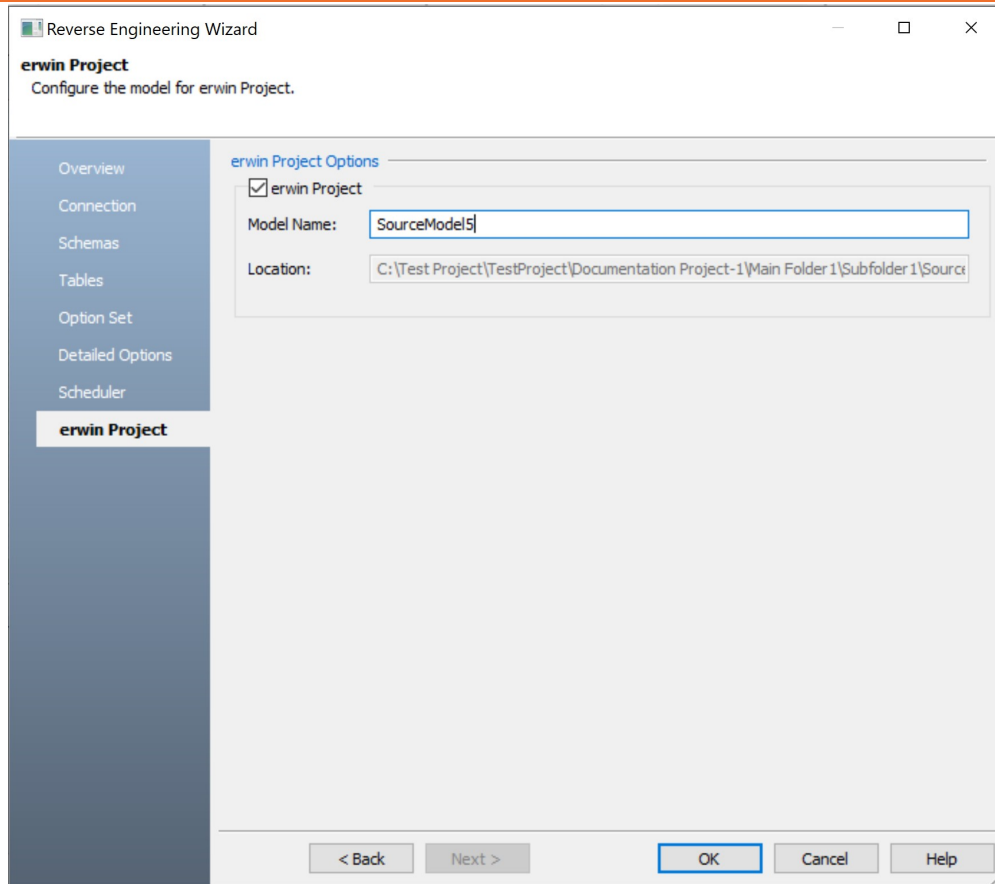 Reverse Engineering Wizard
erwin Project
Configure the model for erwin Project.
Overview
Connection
Schemas
Tables
Option Set
Detailed Options
Scheduler
erwin Project
erwin Project Options
erwin Project
Model Name: SourceModel5
Location: C:\Test Project\TestProject\Documentation Project-1\Main Folder1\Subfolder1\Source
< Back Next > OK Cancel Help